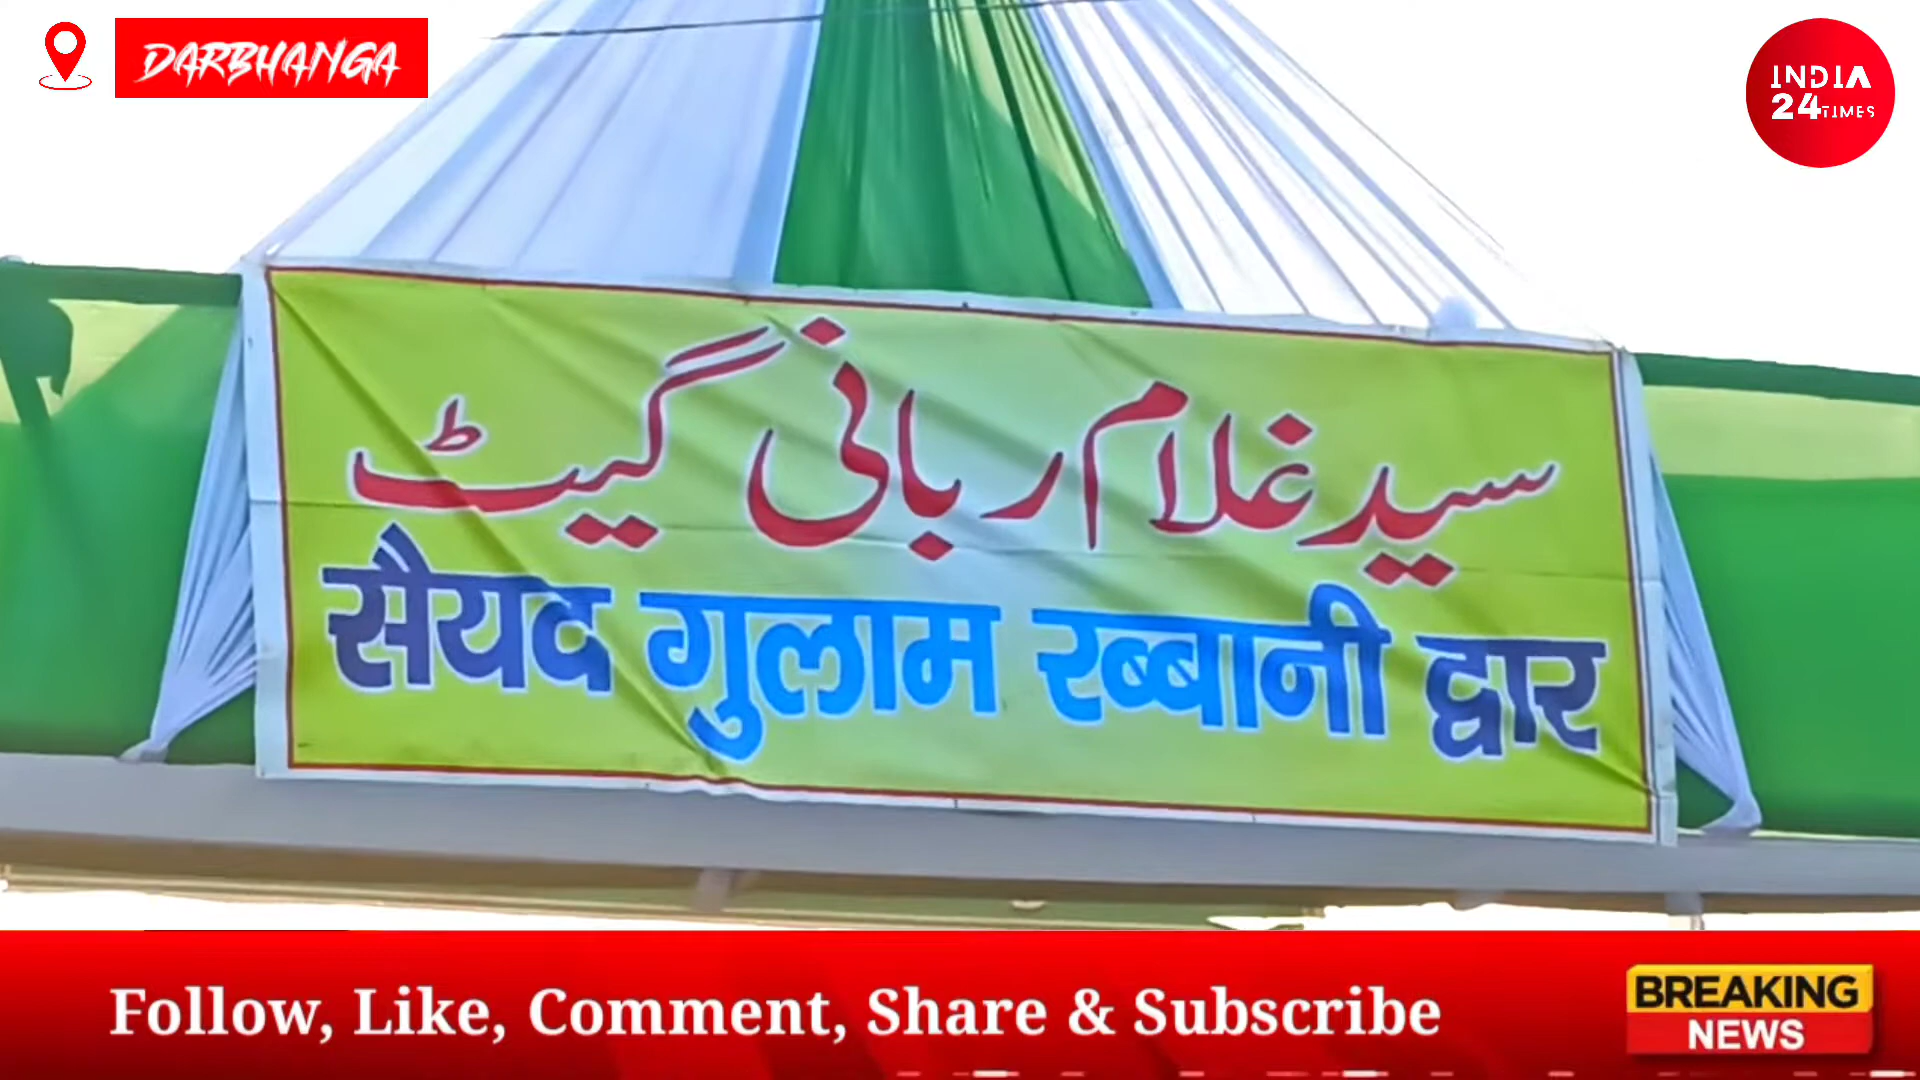 DARBHANGA
INDIA
24 TIMES
سید غلام ربانی گیٹ
सैयद गुलाम रब्बानी द्वार
Follow, Like, Comment, Share & Subscribe
BREAKING
NEWS